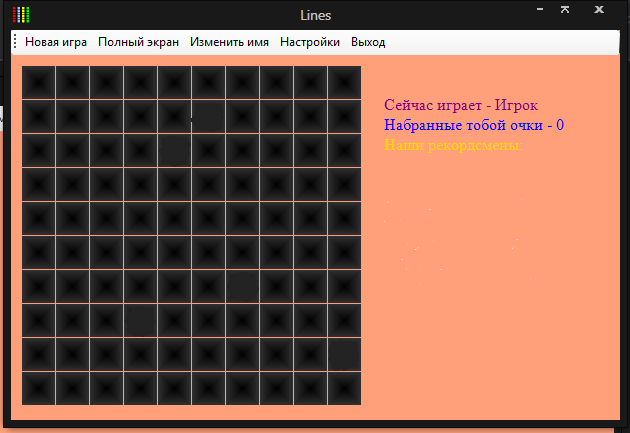 Lines
Новая игра Полный экран Изменить имя Настройки Выход
Сейчас играет - Игрок
Набранные тобой очки - 0
Наши рекордсмены: